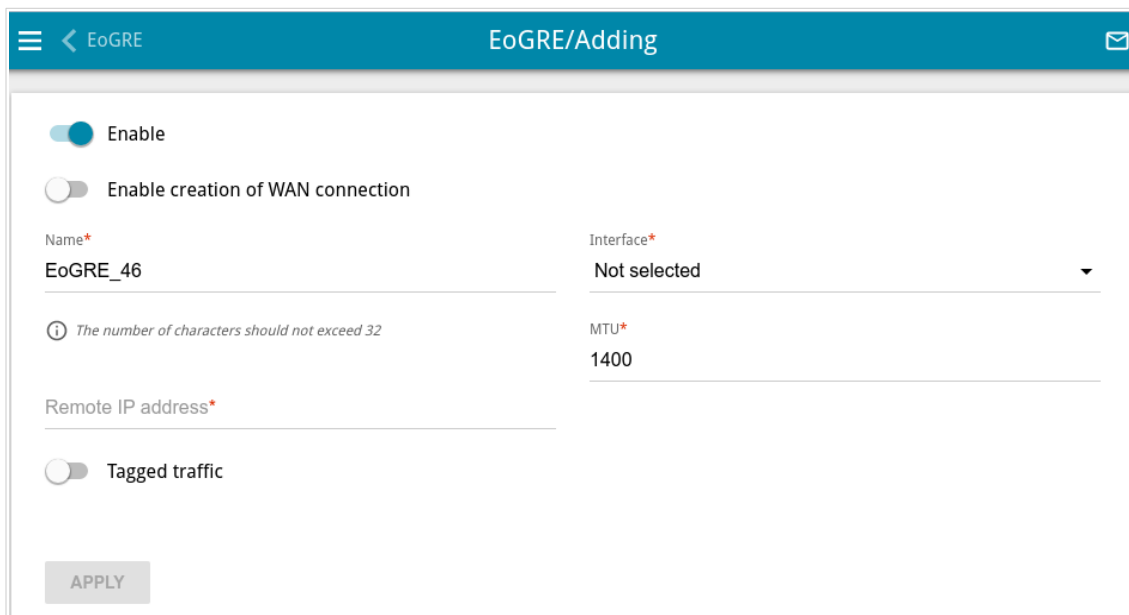 EoGRE
EoGRE/Adding
Enable
Enable creation of WAN connection
Name*
EoGRE_46
Interface*
Not selected
The number of characters should not exceed 32
MTU*
1400
Remote IP address*
Tagged traffic
APPLY